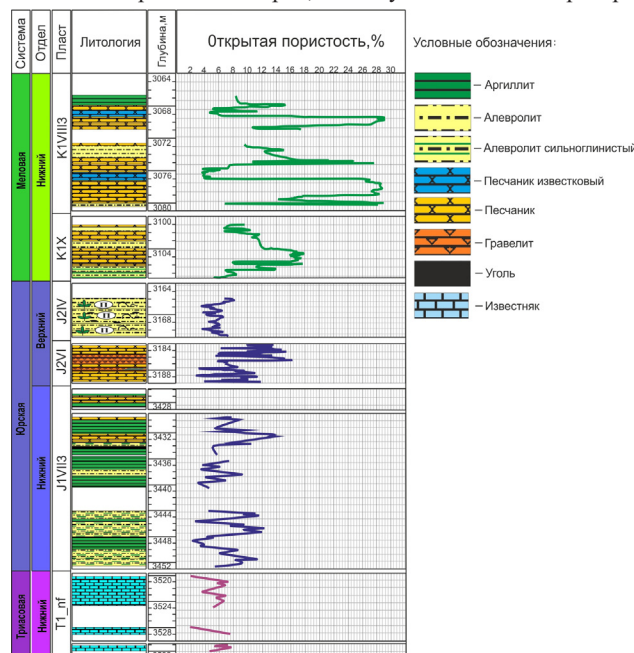 Система
Отдел
Пласт
Литология
Глубина,м
Открытая пористость,%
2 4 6 8 10 12 14 16 18 20 22 24 26 28 30
Меловая
Нижний
K1VIII3
3064
3068
3072
3076
3080
K1X
3100
3104
Юрская
Верхний
J2IV
3164
3168
J2VI
3184
3188
Нижний
J1VII3
3428
3432
3436
3440
3444
3448
3452
Триасовая
Нижний
T1_nf
3520
3524
3528
Условные обозначения:
– Аргиллит
– Алевролит
– Алевролит сильноглинистый
– Песчаник известковый
– Песчаник
– Гравелит
– Уголь
– Известняк